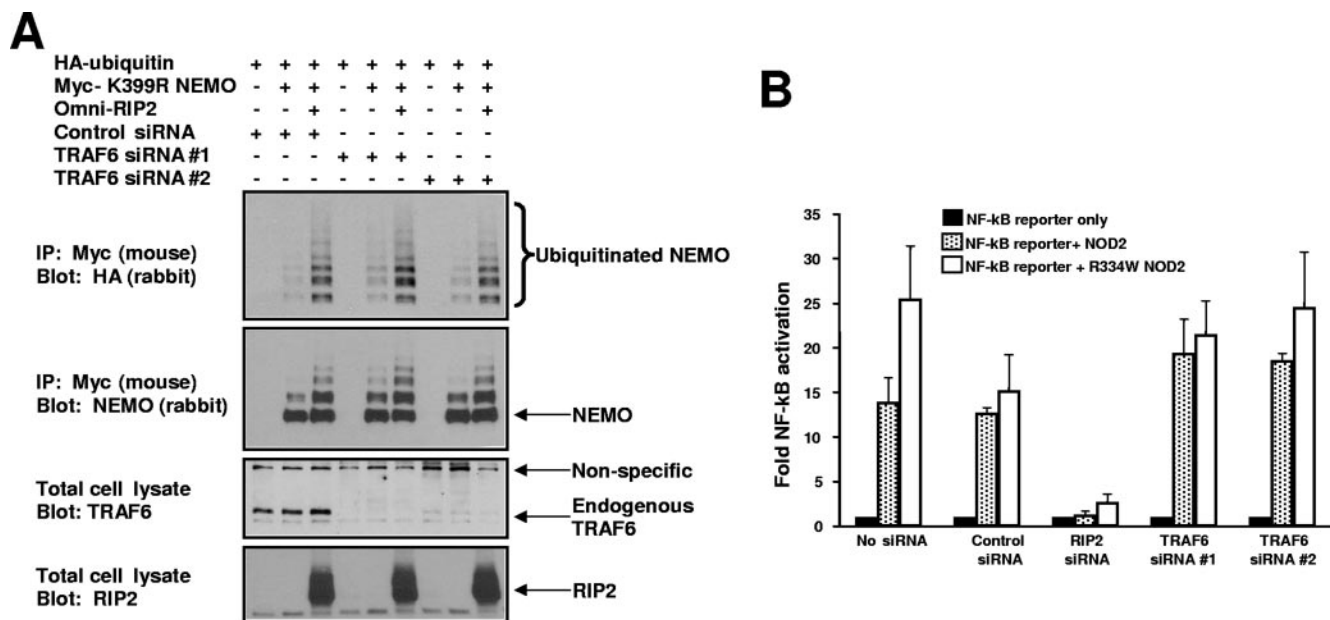 A
HA-ubiquitin + + + + + + + + +
Myc- K399R NEMO - + + - + + - + +
Omni-RIP2 - - + - - + - - +
Control siRNA + + + - - - - - -
TRAF6 siRNA #1 - - - + + + - - -
TRAF6 siRNA #2 - - - - - - + + +
IP: Myc (mouse)
Blot: HA (rabbit)
Ubiquitinated NEMO
IP: Myc (mouse)
Blot: NEMO (rabbit)
NEMO
Total cell lysate
Blot: TRAF6
Non-specific
Endogenous
TRAF6
Total cell lysate
Blot: RIP2
RIP2
B
Fold NF-kB activation
35
30
25
20
15
10
5
0
NF-kB reporter only
NF-kB reporter+ NOD2
NF-kB reporter + R334W NOD2
No siRNA
Control
siRNA
RIP2
siRNA
TRAF6
siRNA #1
TRAF6
siRNA #2